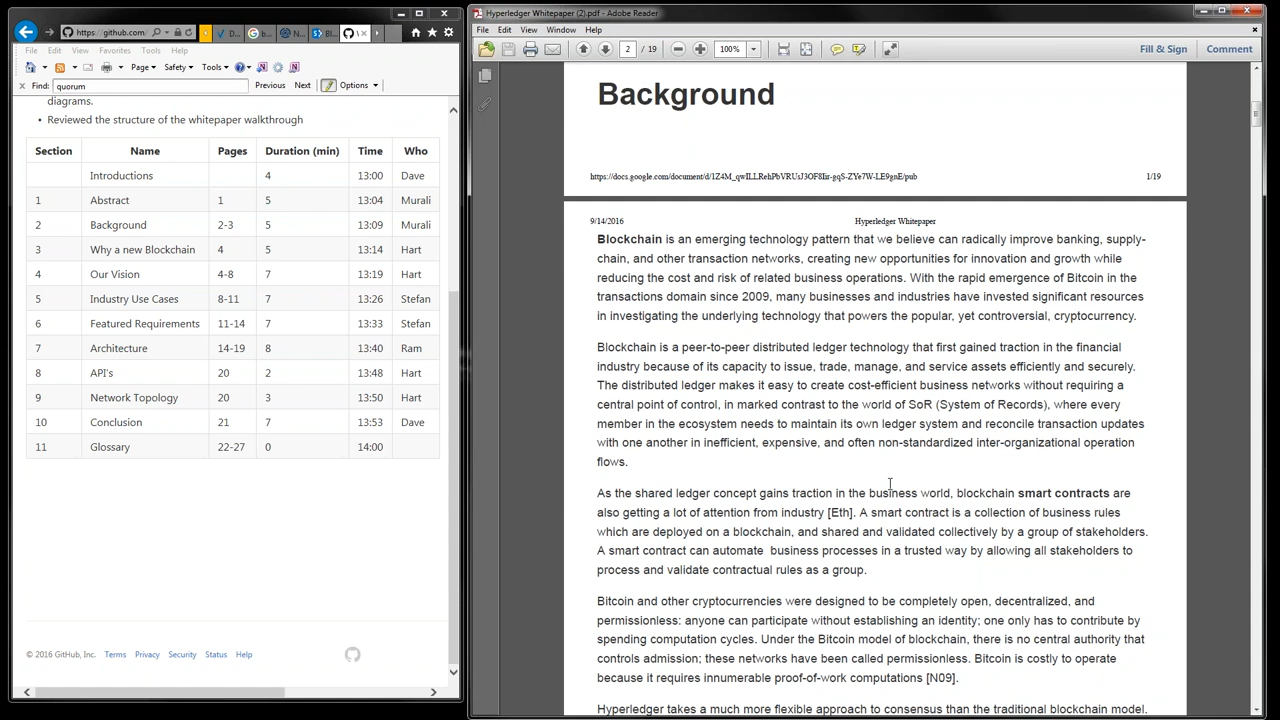 https://github.com/
Find: quorum
Previous Next Options
File Edit View Favorites Tools Help
Page Safety Tools
diagrams.
• Reviewed the structure of the whitepaper walkthrough
Section Name Pages Duration (min) Time Who
Introductions 4 13:00 Dave
1 Abstract 1 5 13:04 Murali
2 Background 2-3 5 13:09 Murali
3 Why a new Blockchain 4 5 13:14 Hart
4 Our Vision 4-8 7 13:19 Hart
5 Industry Use Cases 8-11 7 13:26 Stefan
6 Featured Requirements 11-14 7 13:33 Stefan
7 Architecture 14-19 8 13:40 Ram
8 API's 20 2 13:48 Hart
9 Network Topology 20 3 13:50 Hart
10 Conclusion 21 7 13:53 Dave
11 Glossary 22-27 0 14:00
© 2016 GitHub, Inc. Terms Privacy Security Status Help
Hyperledger Whitepaper (2).pdf - Adobe Reader
File Edit View Window Help
2 / 19 100% Fill & Sign Comment
Background
https://docs.google.com/document/d/1Z4M_qwILLRehPbVRUsJ3OF8Iir-gqS-ZYe7W-LE9gnE/pub 1/19
9/14/2016 Hyperledger Whitepaper
Blockchain is an emerging technology pattern that we believe can radically improve banking, supply-
chain, and other transaction networks, creating new opportunities for innovation and growth while
reducing the cost and risk of related business operations. With the rapid emergence of Bitcoin in the
transactions domain since 2009, many businesses and industries have invested significant resources
in investigating the underlying technology that powers the popular, yet controversial, cryptocurrency.
Blockchain is a peer-to-peer distributed ledger technology that first gained traction in the financial
industry because of its capacity to issue, trade, manage, and service assets efficiently and securely.
The distributed ledger makes it easy to create cost-efficient business networks without requiring a
central point of control, in marked contrast to the world of SoR (System of Records), where every
member in the ecosystem needs to maintain its own ledger system and reconcile transaction updates
with one another in inefficient, expensive, and often non-standardized inter-organizational operation
flows.
As the shared ledger concept gains traction in the business world, blockchain smart contracts are
also getting a lot of attention from industry [Eth]. A smart contract is a collection of business rules
which are deployed on a blockchain, and shared and validated collectively by a group of stakeholders.
A smart contract can automate business processes in a trusted way by allowing all stakeholders to
process and validate contractual rules as a group.
Bitcoin and other cryptocurrencies were designed to be completely open, decentralized, and
permissionless: anyone can participate without establishing an identity; one only has to contribute by
spending computation cycles. Under the Bitcoin model of blockchain, there is no central authority that
controls admission; these networks have been called permissionless. Bitcoin is costly to operate
because it requires innumerable proof-of-work computations [N09].
Hyperledger takes a much more flexible approach to consensus than the traditional blockchain model.